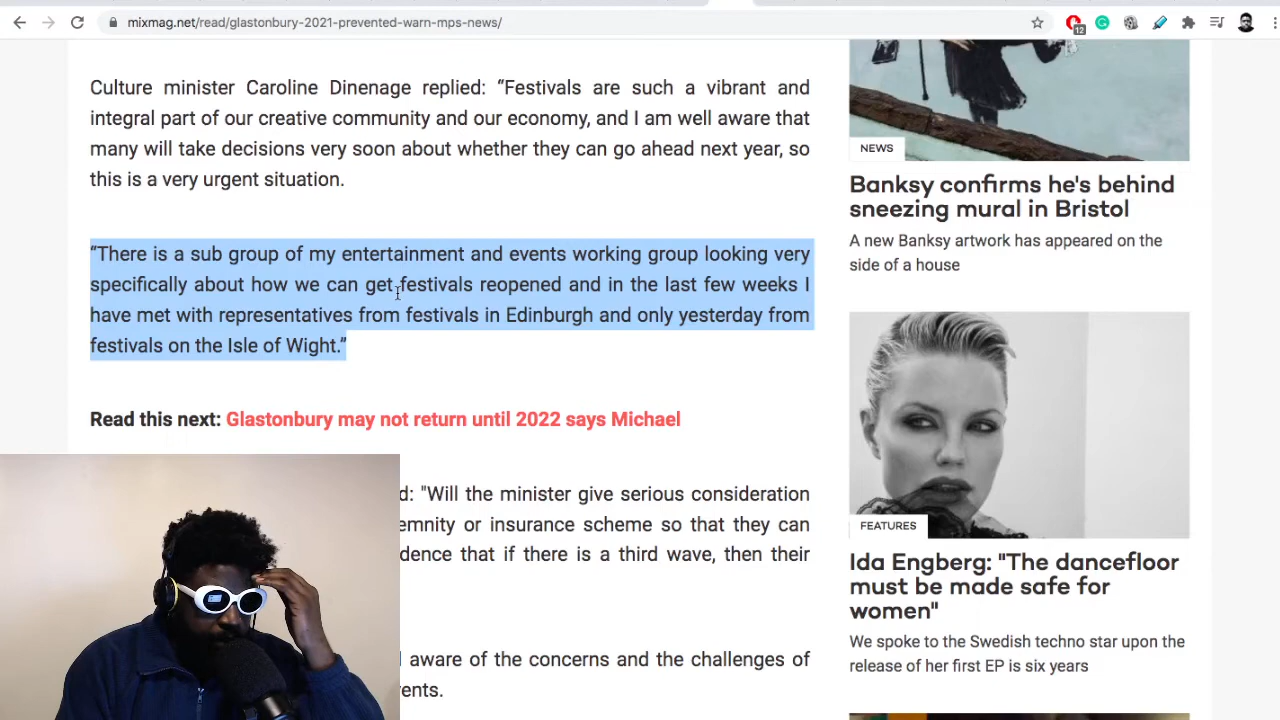 mixmag.net/read/glastonbury-2021-prevented-warn-mps-news/
12
Culture minister Caroline Dinenage replied: “Festivals are such a vibrant and
integral part of our creative community and our economy, and I am well aware that
many will take decisions very soon about whether they can go ahead next year, so
this is a very urgent situation.
“There is a sub group of my entertainment and events working group looking very
specifically about how we can get festivals reopened and in the last few weeks I
have met with representatives from festivals in Edinburgh and only yesterday from
festivals on the Isle of Wight.”
Read this next: Glastonbury may not return until 2022 says Michael
d: "Will the minister give serious consideration
emnity or insurance scheme so that they can
dence that if there is a third wave, then their
aware of the concerns and the challenges of
ents.
NEWS
Banksy confirms he's behind
sneezing mural in Bristol
A new Banksy artwork has appeared on the
side of a house
FEATURES
Ida Engberg: "The dancefloor
must be made safe for
women"
We spoke to the Swedish techno star upon the
release of her first EP is six years